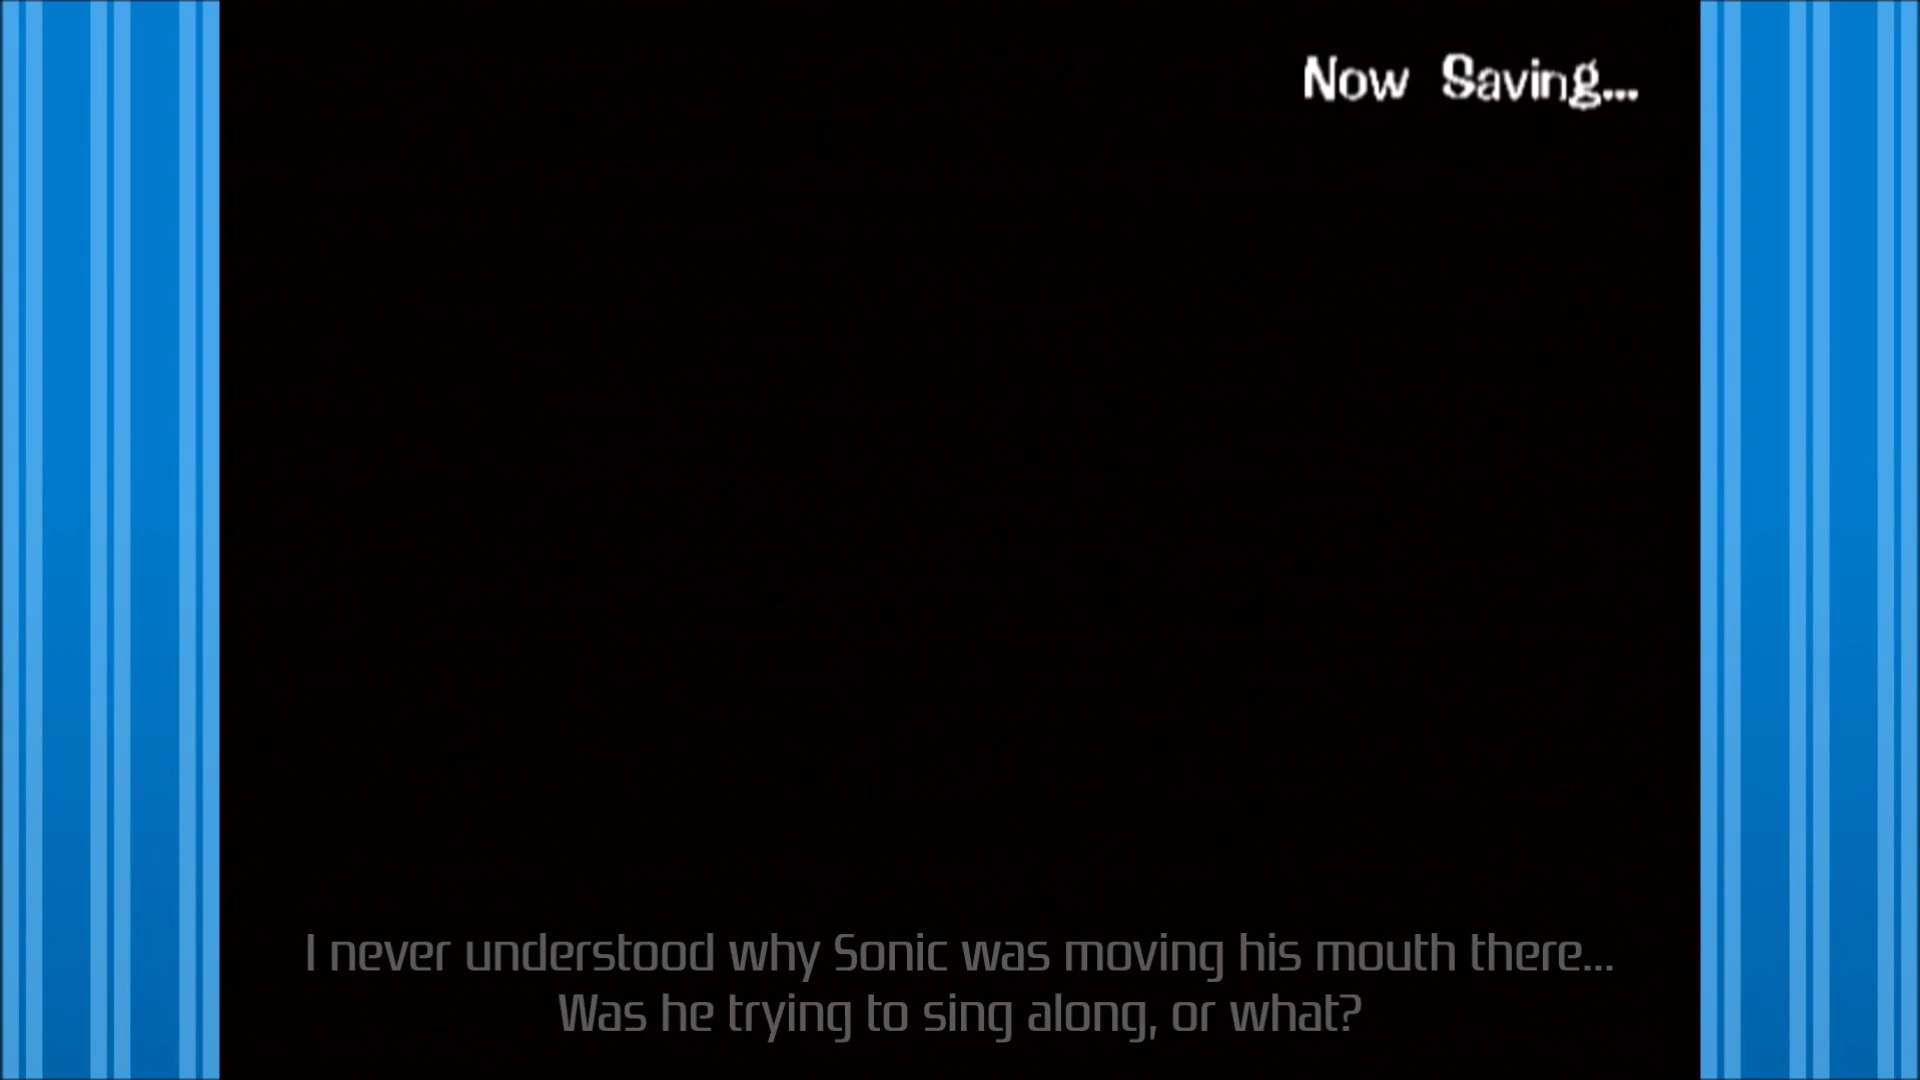 Now Saving...
I never understood why Sonic was moving his mouth there...
Was he trying to sing along, or what?